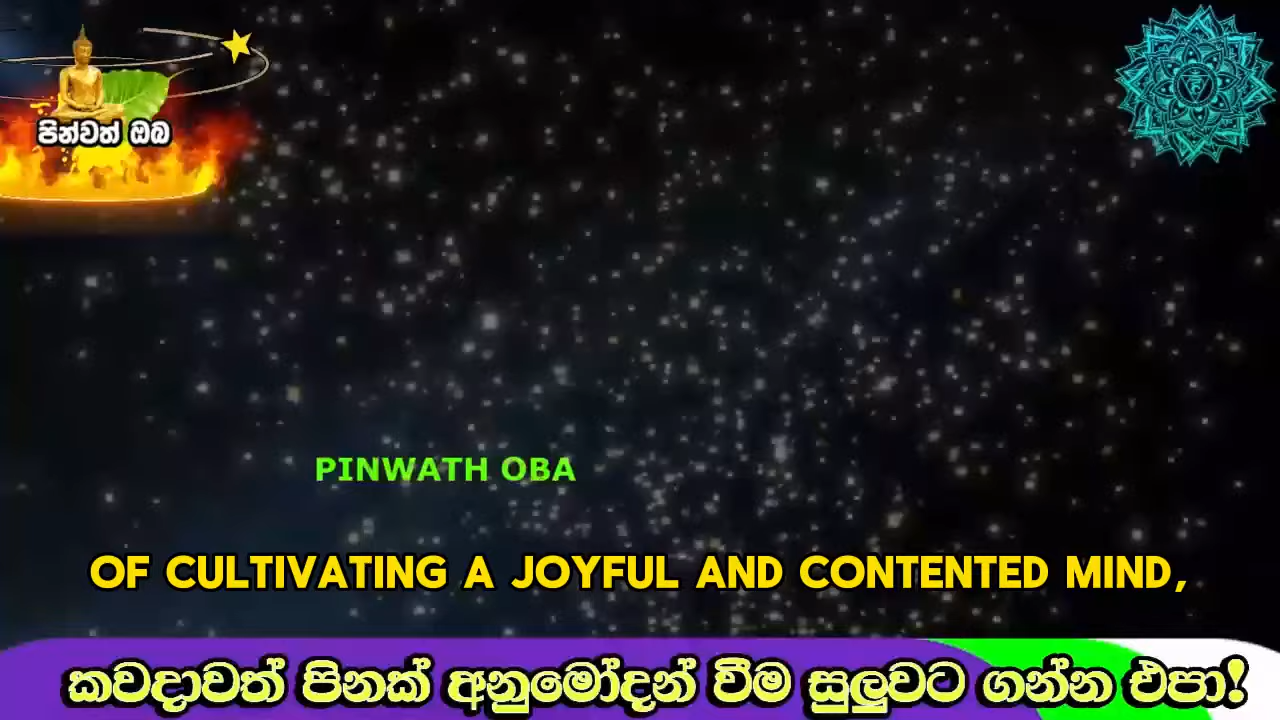 පින්වත් ඔබ
PINWATH OBA
OF CULTIVATING A JOYFUL AND CONTENTED MIND,
කවදාවත් පිනක් අනුමෝදන් වීම සුලුවට ගන්න එපා!